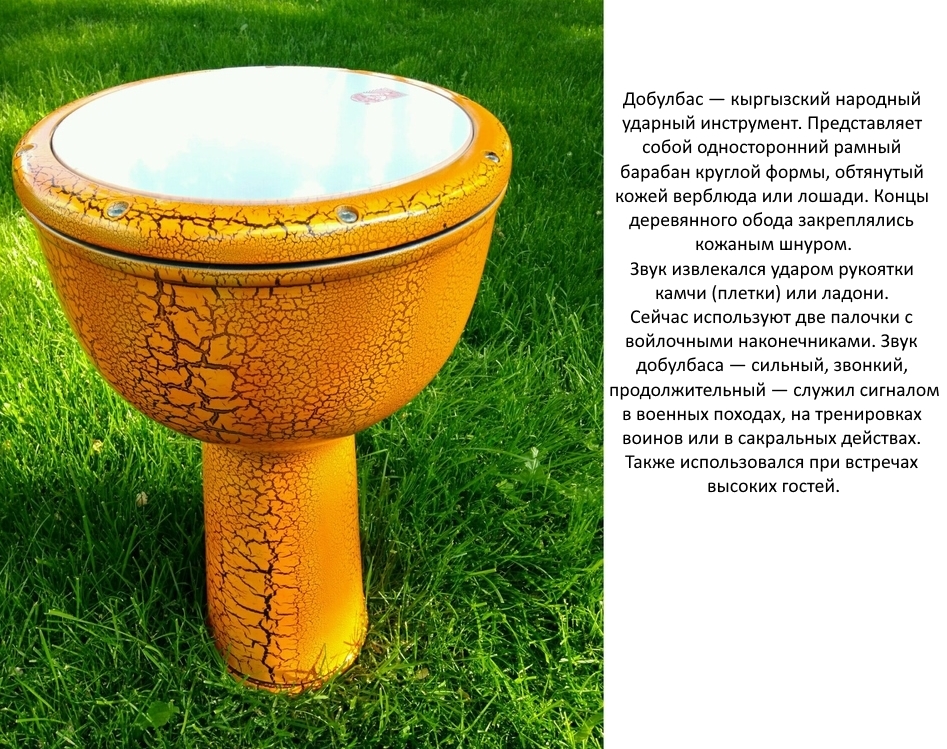 Добулбас — кыргызский народный
ударный инструмент. Представляет
собой односторонний рамный
барабан круглой формы, обтянутый
кожей верблюда или лошади. Концы
деревянного обода закреплялись
кожаным шнуром.
Звук извлекался ударом рукоятки
камчи (плетки) или ладони.
Сейчас используют две палочки с
войлочными наконечниками. Звук
добулбаса — сильный, звонкий,
продолжительный — служил сигналом
в военных походах, на тренировках
воинов или в сакральных действах.
Также использовался при встречах
высоких гостей.